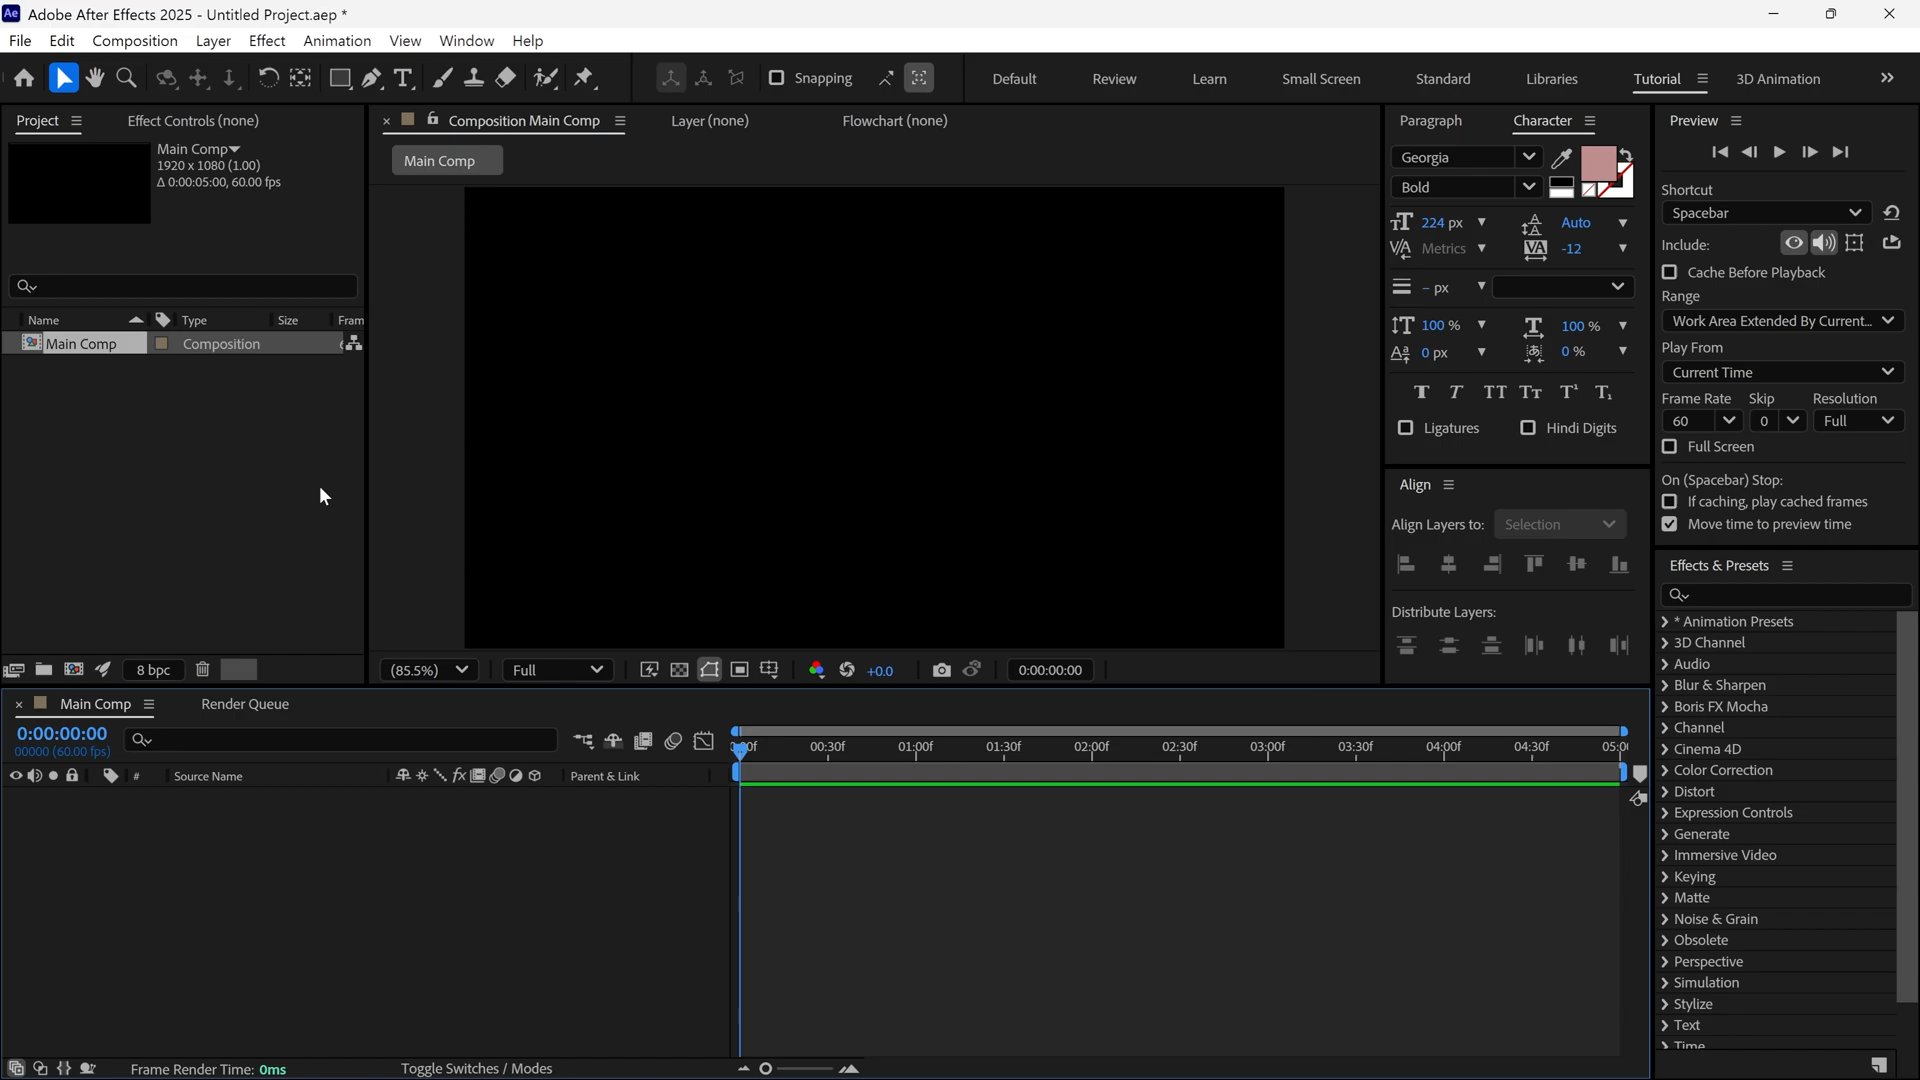 Ae Adobe After Effects 2025 - Untitled Project.aep *
File Edit Composition Layer Effect Animation View Window Help
Snapping Default Review Learn Small Screen Standard Libraries Tutorial 3D Animation
Project Effect Controls (none)
Main Comp
1920 x 1080 (1.00)
Δ 0:00:05:00, 60.00 fps
Name Type Size Fram
Main Comp Composition
8 bpc
Composition Main Comp Layer (none) Flowchart (none)
Main Comp
(85.5%) Full +0.0 0:00:00:00
Paragraph Character
Georgia
Bold
224 px Auto
Metrics -12
– px
100 % 100 %
0 px 0 %
T T TT Tt T¹ T₁
Ligatures Hindi Digits
Align
Align Layers to: Selection
Distribute Layers:
Preview
Shortcut
Spacebar
Include:
Cache Before Playback
Range
Work Area Extended By Current...
Play From
Current Time
Frame Rate Skip Resolution
60 0 Full
Full Screen
On (Spacebar) Stop:
If caching, play cached frames
Move time to preview time
Effects & Presets
* Animation Presets
3D Channel
Audio
Blur & Sharpen
Boris FX Mocha
Channel
Cinema 4D
Color Correction
Distort
Expression Controls
Generate
Immersive Video
Keying
Matte
Noise & Grain
Obsolete
Perspective
Simulation
Stylize
Text
Time
Main Comp Render Queue
0:00:00:00
00000 (60.00 fps)
00:30f 01:00f 01:30f 02:00f 02:30f 03:00f 03:30f 04:00f 04:30f 05:0
# Source Name fx Parent & Link
Frame Render Time: 0ms Toggle Switches / Modes